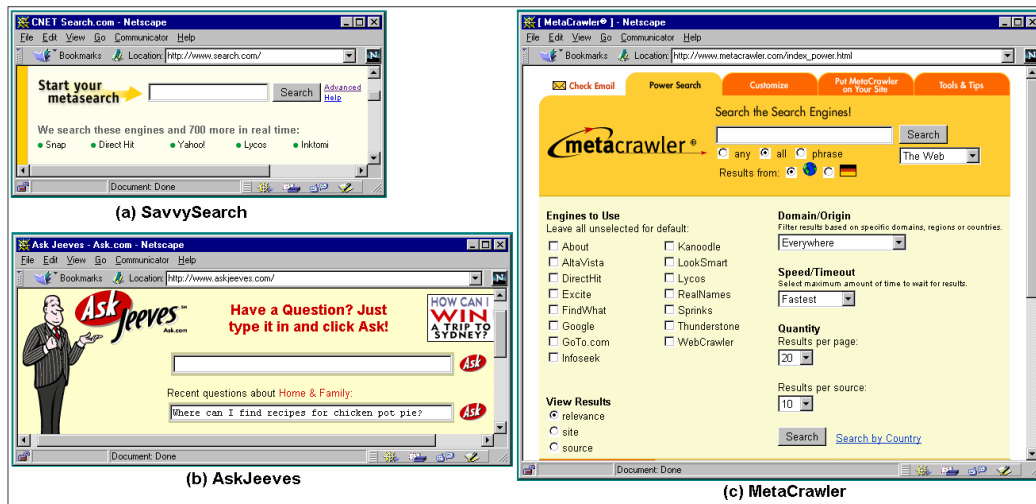 CNET Search.com - Netscape
File Edit View Go Communicator Help
Bookmarks Location: http://www.search.com/
N
Start your
metasearch
Search
Advanced
Help
We search these engines and 700 more in real time:
Snap Direct Hit Yahoo! Lycos Inktomi
Document: Done
(a) SavvySearch
Ask Jeeves - Ask.com - Netscape
File Edit View Go Communicator Help
Bookmarks Location: http://www.askjeeves.com/
N
Ask
Jeeves SM
Ask.com
Have a Question? Just
type it in and click Ask!
HOW CAN I
WIN
A TRIP TO
SYDNEY?
Ask
Recent questions about Home & Family:
Where can I find recipes for chicken pot pie?
Ask
Document: Done
(b) AskJeeves
[ MetaCrawler® ] - Netscape
File Edit View Go Communicator Help
Bookmarks Location: http://www.metacrawler.com/index_power.html
N
Check Email
Power Search
Customize
Put MetaCrawler
on Your Site
Tools & Tips
Search the Search Engines!
metacrawler ®
Search
any all phrase
The Web
Results from:
Engines to Use
Leave all unselected for default:
About
AltaVista
DirectHit
Excite
FindWhat
Google
GoTo.com
Infoseek
Kanoodle
LookSmart
Lycos
RealNames
Sprinks
Thunderstone
WebCrawler
View Results
relevance
site
source
Domain/Origin
Filter results based on specific domains, regions or countries.
Everywhere
Speed/Timeout
Select maximum amount of time to wait for results.
Fastest
Quantity
Results per page:
20
Results per source:
10
Search Search by Country
Document: Done
(c) MetaCrawler